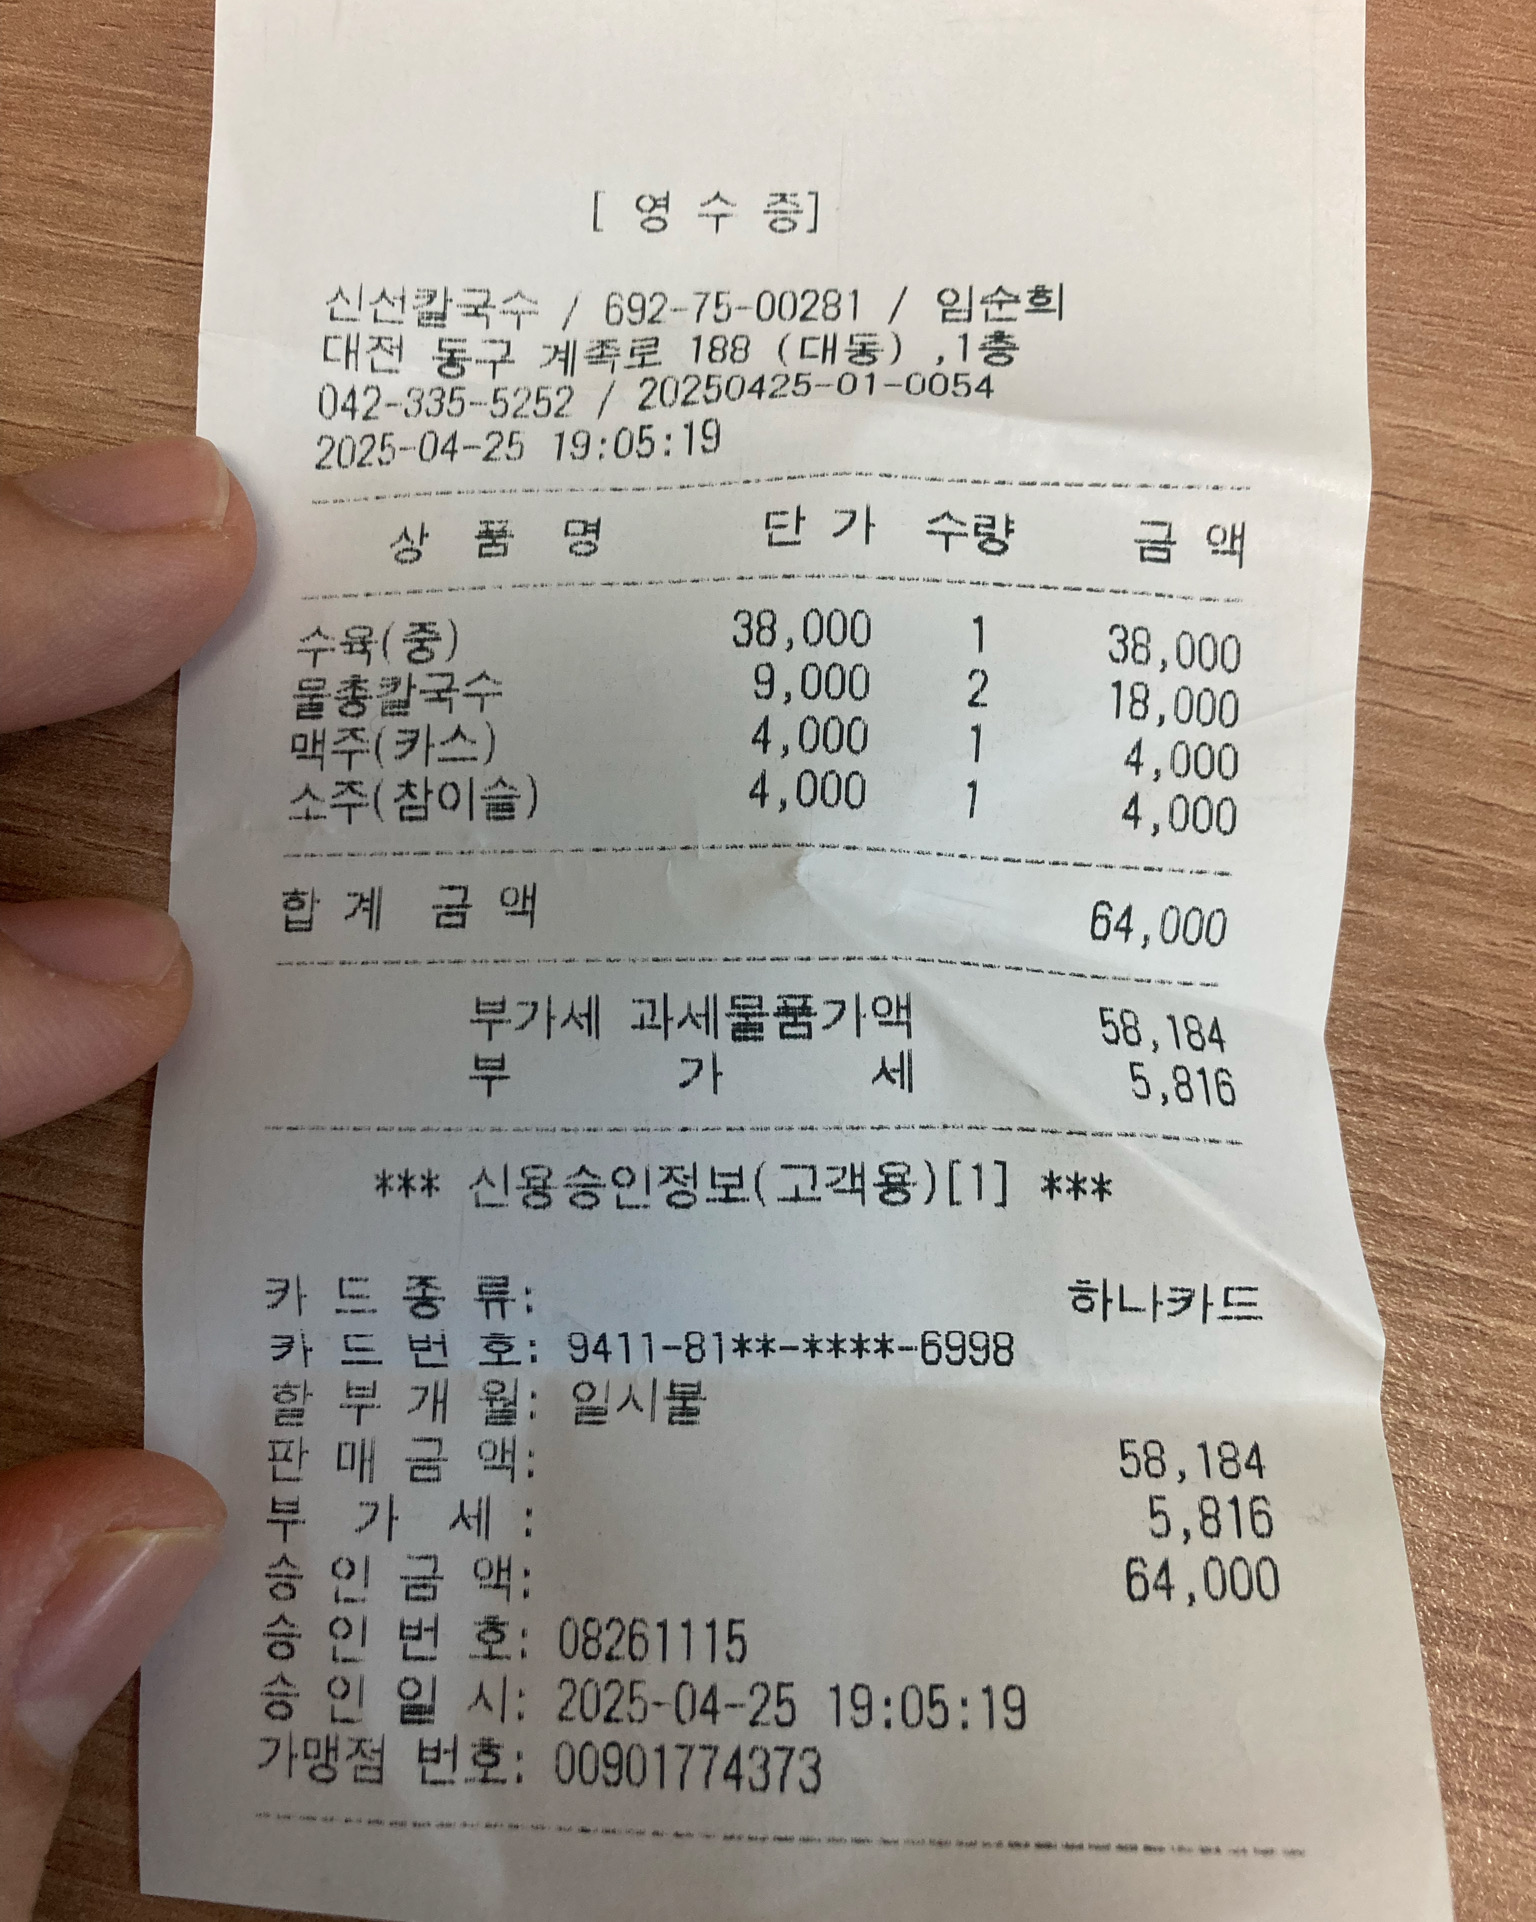 [ 영 수 증]
신선칼국수 / 692-75-00281 / 임순희
대전 동구 계족로 188 (대동) ,1층
042-335-5252 / 20250425-01-0054
2025-04-25 19:05:19
상 품 명 단 가 수량 금 액
수육(중) 38,000 1 38,000
물총칼국수 9,000 2 18,000
맥주(카스) 4,000 1 4,000
소주(참이슬) 4,000 1 4,000
합 계 금 액 64,000
부가세 과세물품가액 58,184
부 가 세 5,816
*** 신용승인정보(고객용)[1] ***
카 드 종 류: 하나카드
카 드 번 호: 9411-81**-****-6998
할 부 개 월: 일시불
판 매 금 액: 58,184
부 가 세 : 5,816
승 인 금 액: 64,000
승 인 번 호: 08261115
승 인 일 시: 2025-04-25 19:05:19
가맹점 번호: 00901774373